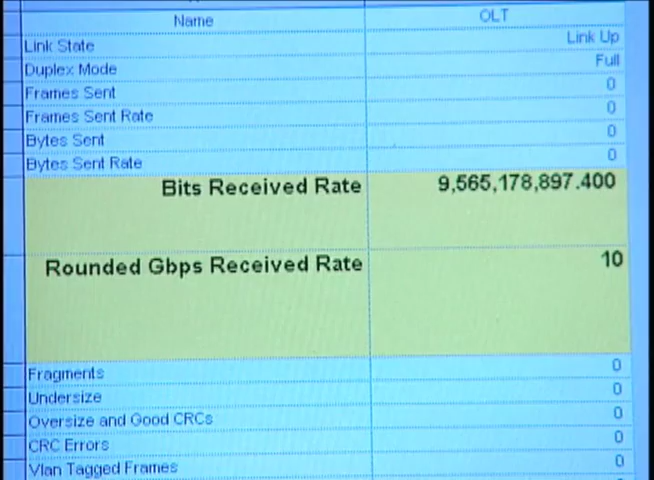 Name OLT
Link State Link Up
Duplex Mode Full
Frames Sent 0
Frames Sent Rate 0
Bytes Sent 0
Bytes Sent Rate 0
Bits Received Rate 9,565,178,897.400
Rounded Gbps Received Rate 10
Fragments 0
Undersize 0
Oversize and Good CRCs 0
CRC Errors 0
Vlan Tagged Frames 0